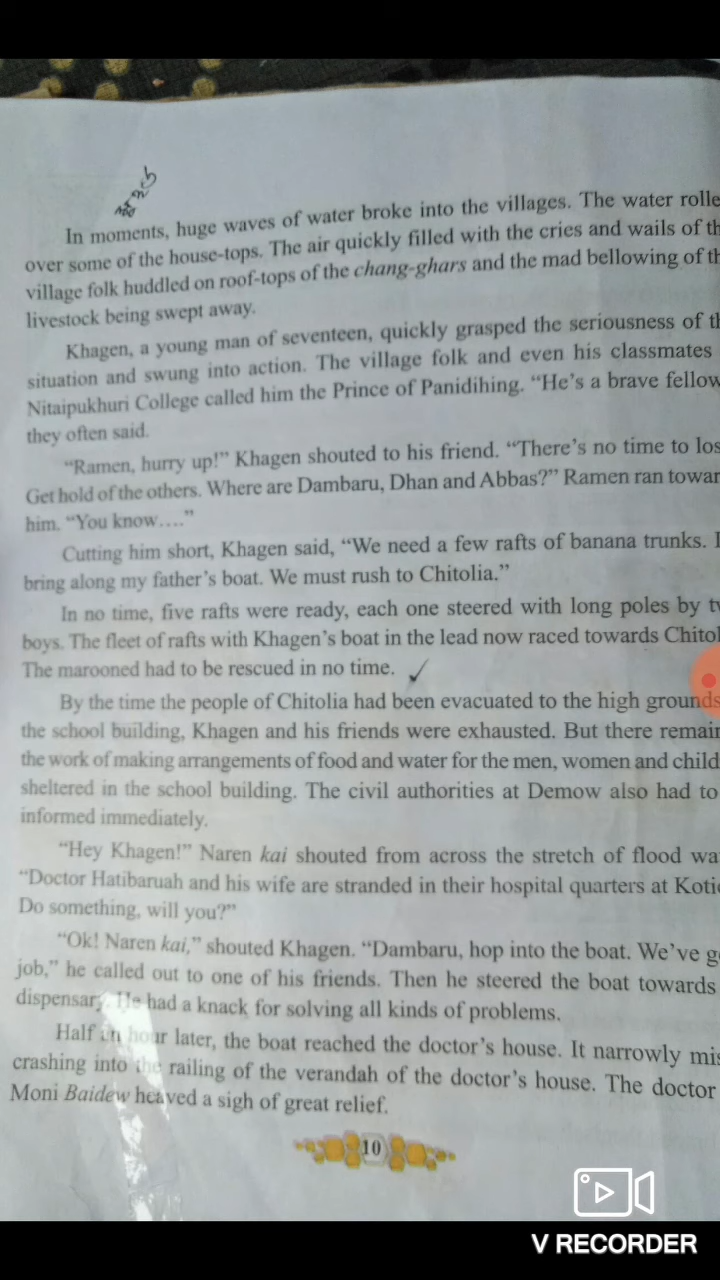 In moments, huge waves of water broke into the villages. The water rolle
over some of the house-tops. The air quickly filled with the cries and wails of th
village folk huddled on roof-tops of the chang-ghars and the mad bellowing of th
livestock being swept away.
Khagen, a young man of seventeen, quickly grasped the seriousness of th
situation and swung into action. The village folk and even his classmates
Nitaipukhuri College called him the Prince of Panidihing. “He’s a brave fellow
they often said.
“Ramen, hurry up!” Khagen shouted to his friend. “There’s no time to los
Get hold of the others. Where are Dambaru, Dhan and Abbas?” Ramen ran towar
him. “You know....”
Cutting him short, Khagen said, “We need a few rafts of banana trunks. I
bring along my father’s boat. We must rush to Chitolia.”
In no time, five rafts were ready, each one steered with long poles by tw
boys. The fleet of rafts with Khagen’s boat in the lead now raced towards Chitol
The marooned had to be rescued in no time.
By the time the people of Chitolia had been evacuated to the high grounds
the school building, Khagen and his friends were exhausted. But there remain
the work of making arrangements of food and water for the men, women and child
sheltered in the school building. The civil authorities at Demow also had to
informed immediately.
“Hey Khagen!” Naren kai shouted from across the stretch of flood wa
“Doctor Hatibaruah and his wife are stranded in their hospital quarters at Koti
Do something, will you?”
“Ok! Naren kai,” shouted Khagen. “Dambaru, hop into the boat. We’ve g
job,” he called out to one of his friends. Then he steered the boat towards
dispensary. He had a knack for solving all kinds of problems.
Half an hour later, the boat reached the doctor’s house. It narrowly mis
crashing into the railing of the verandah of the doctor’s house. The doctor
Moni Baidew heaved a sigh of great relief.
10
V RECORDER